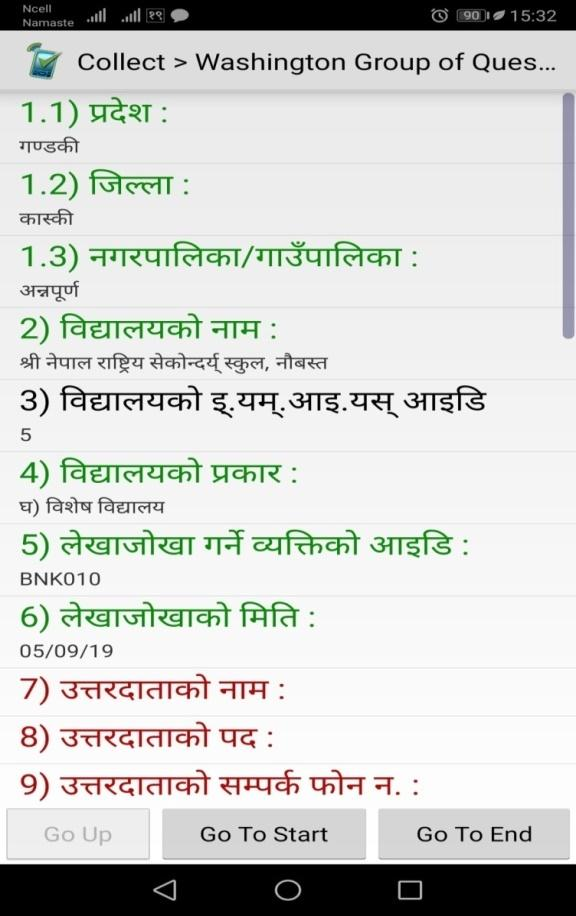 Ncell
Namaste
१९
90
15:32
Collect > Washington Group of Ques...
1.1) प्रदेश :
गण्डकी
1.2) जिल्ला :
कास्की
1.3) नगरपालिका/गाउँपालिका :
अन्नपूर्ण
2) विद्यालयको नाम :
श्री नेपाल राष्ट्रिय सेकोन्दर्य् स्कुल, नौबस्त
3) विद्यालयको इ.यम्.आइ.यस् आइडि
5
4) विद्यालयको प्रकार :
घ) विशेष विद्यालय
5) लेखाजोखा गर्ने व्यक्तिको आइडि :
BNK010
6) लेखाजोखाको मिति :
05/09/19
7) उत्तरदाताको नाम :
8) उत्तरदाताको पद :
9) उत्तरदाताको सम्पर्क फोन न. :
Go Up
Go To Start
Go To End